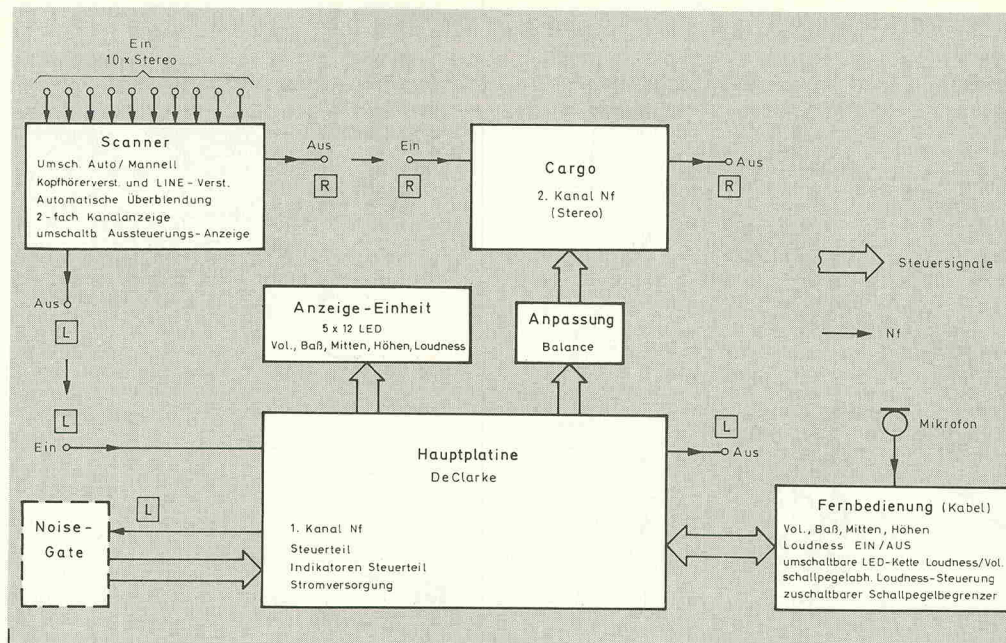 Ein
10 x Stereo
Scanner
Umsch. Auto / Mannell
Kopfhörerverst. und LINE - Verst.
Automatische Überblendung
2 - fach Kanalanzeige
umschaltb. Aussteuerungs - Anzeige
Aus
R
Ein
R
Cargo
2. Kanal Nf
(Stereo)
Aus
R
Steuersignale
Nf
Aus
L
L
Ein
Anzeige - Einheit
5 x 12 LED
Vol., Baß, Mitten, Höhen, Loudness
Anpassung
Balance
Hauptplatine
DeClarke
1. Kanal Nf
Steuerteil
Indikatoren Steuerteil
Stromversorgung
L
Aus
Mikrofon
Noise-
Gate
L
Fernbedienung (Kabel)
Vol., Baß, Mitten, Höhen
Loudness EIN / AUS
umschaltbare LED-Kette Loudness/Vol.
schallpegelabh. Loudness-Steuerung
zuschaltbarer Schallpegelbegrenzer